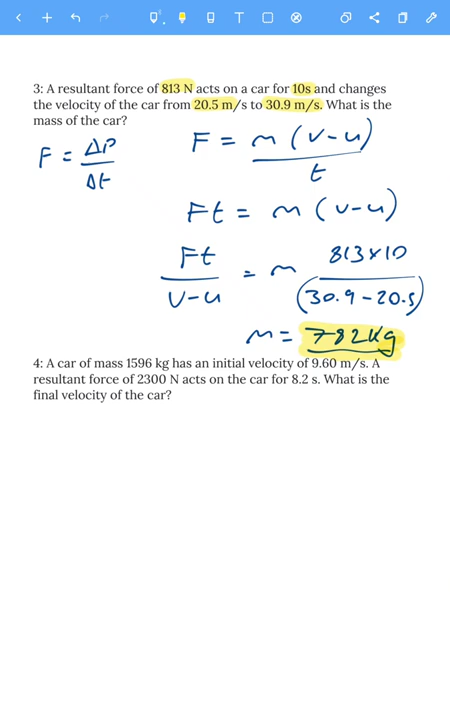 3: A resultant force of 813 N acts on a car for 10s and changes
the velocity of the car from 20.5 m/s to 30.9 m/s. What is the
mass of the car?
F = ΔP/Δt
F = m(v-u)/t
Ft = m(v-u)
Ft/v-u = m
813×10/(30.9-20.5)
m = 782kg
4: A car of mass 1596 kg has an initial velocity of 9.60 m/s. A
resultant force of 2300 N acts on the car for 8.2 s. What is the
final velocity of the car?